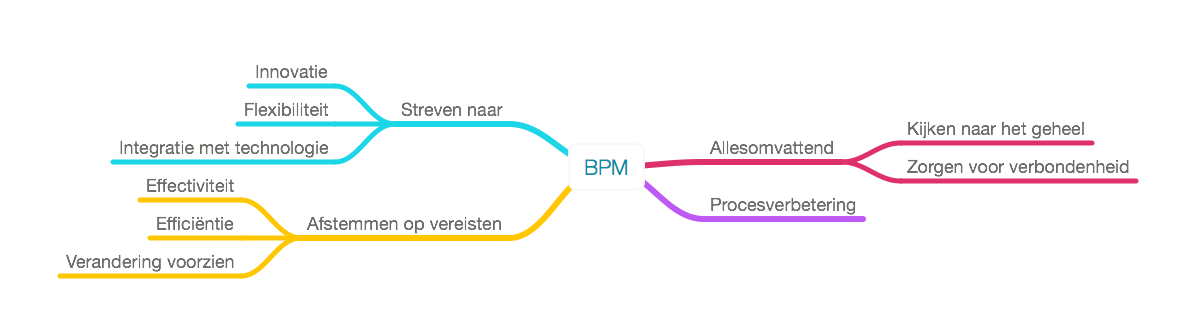 BPM
Streven naar
Innovatie
Flexibiliteit
Integratie met technologie
Afstemmen op vereisten
Effectiviteit
Efficiëntie
Verandering voorzien
Allesomvattend
Kijken naar het geheel
Zorgen voor verbondenheid
Procesverbetering